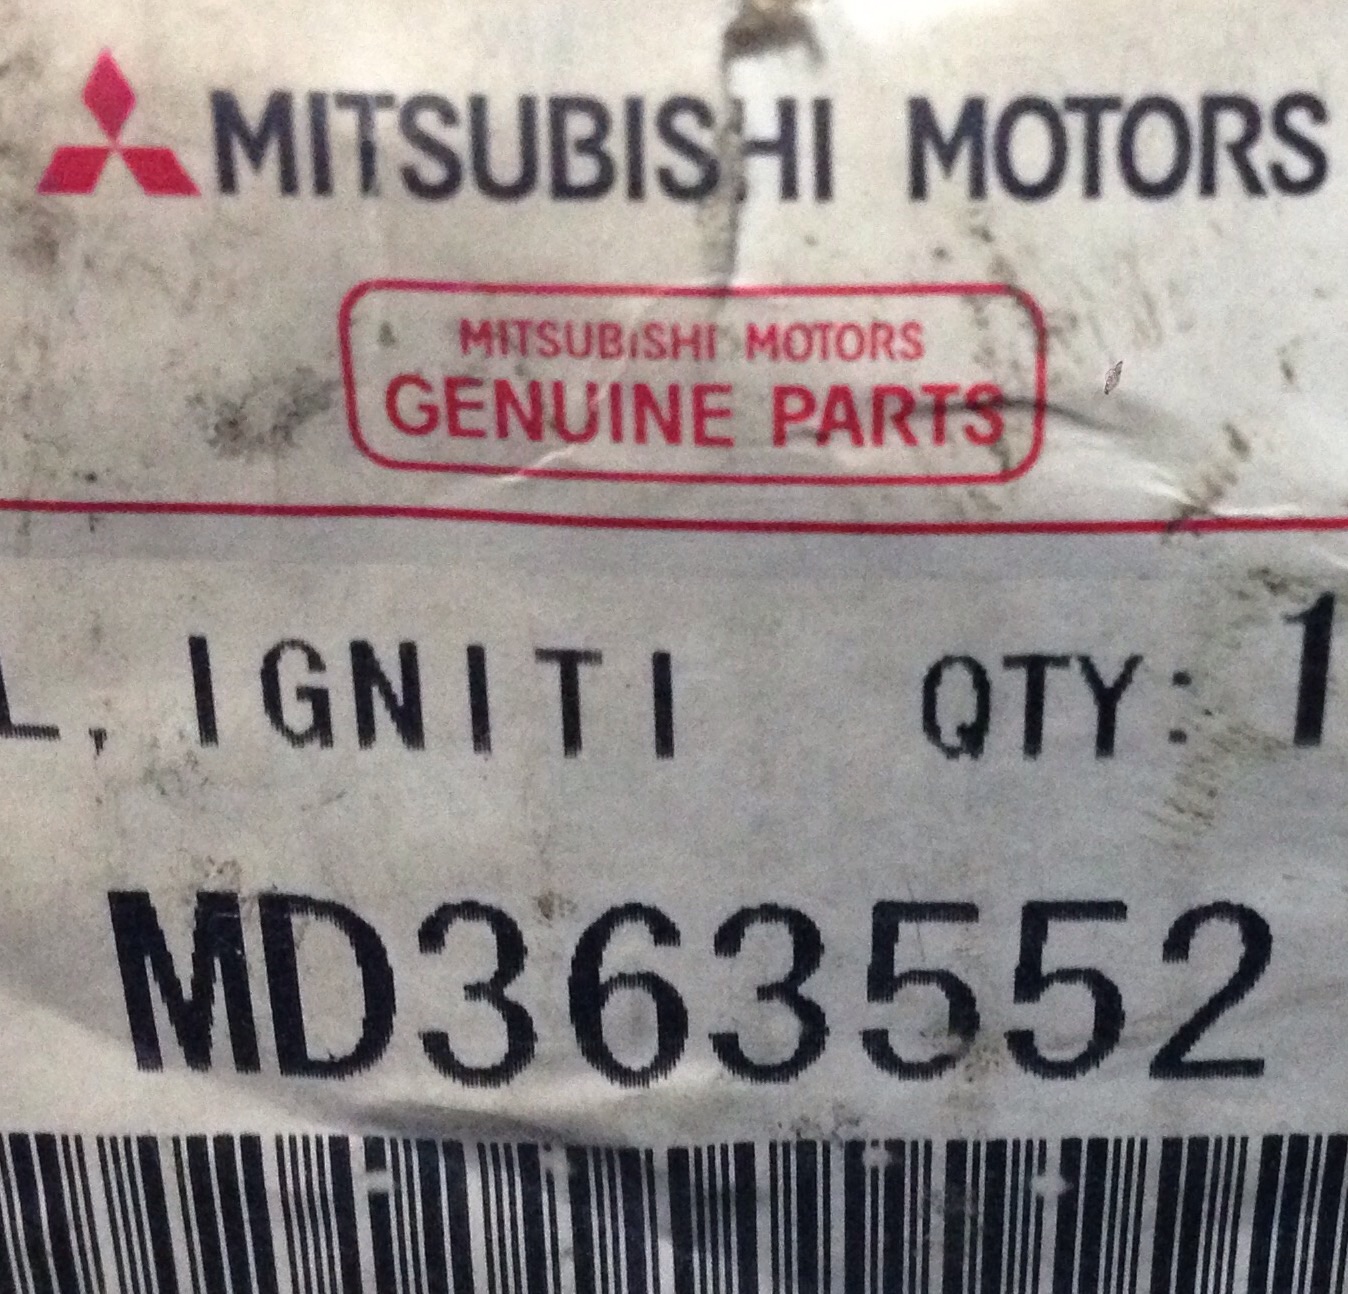 MITSUBISHI MOTORS
MITSUBISHI MOTORS
GENUINE PARTS
L, IGNITI QTY: 1
MD363552